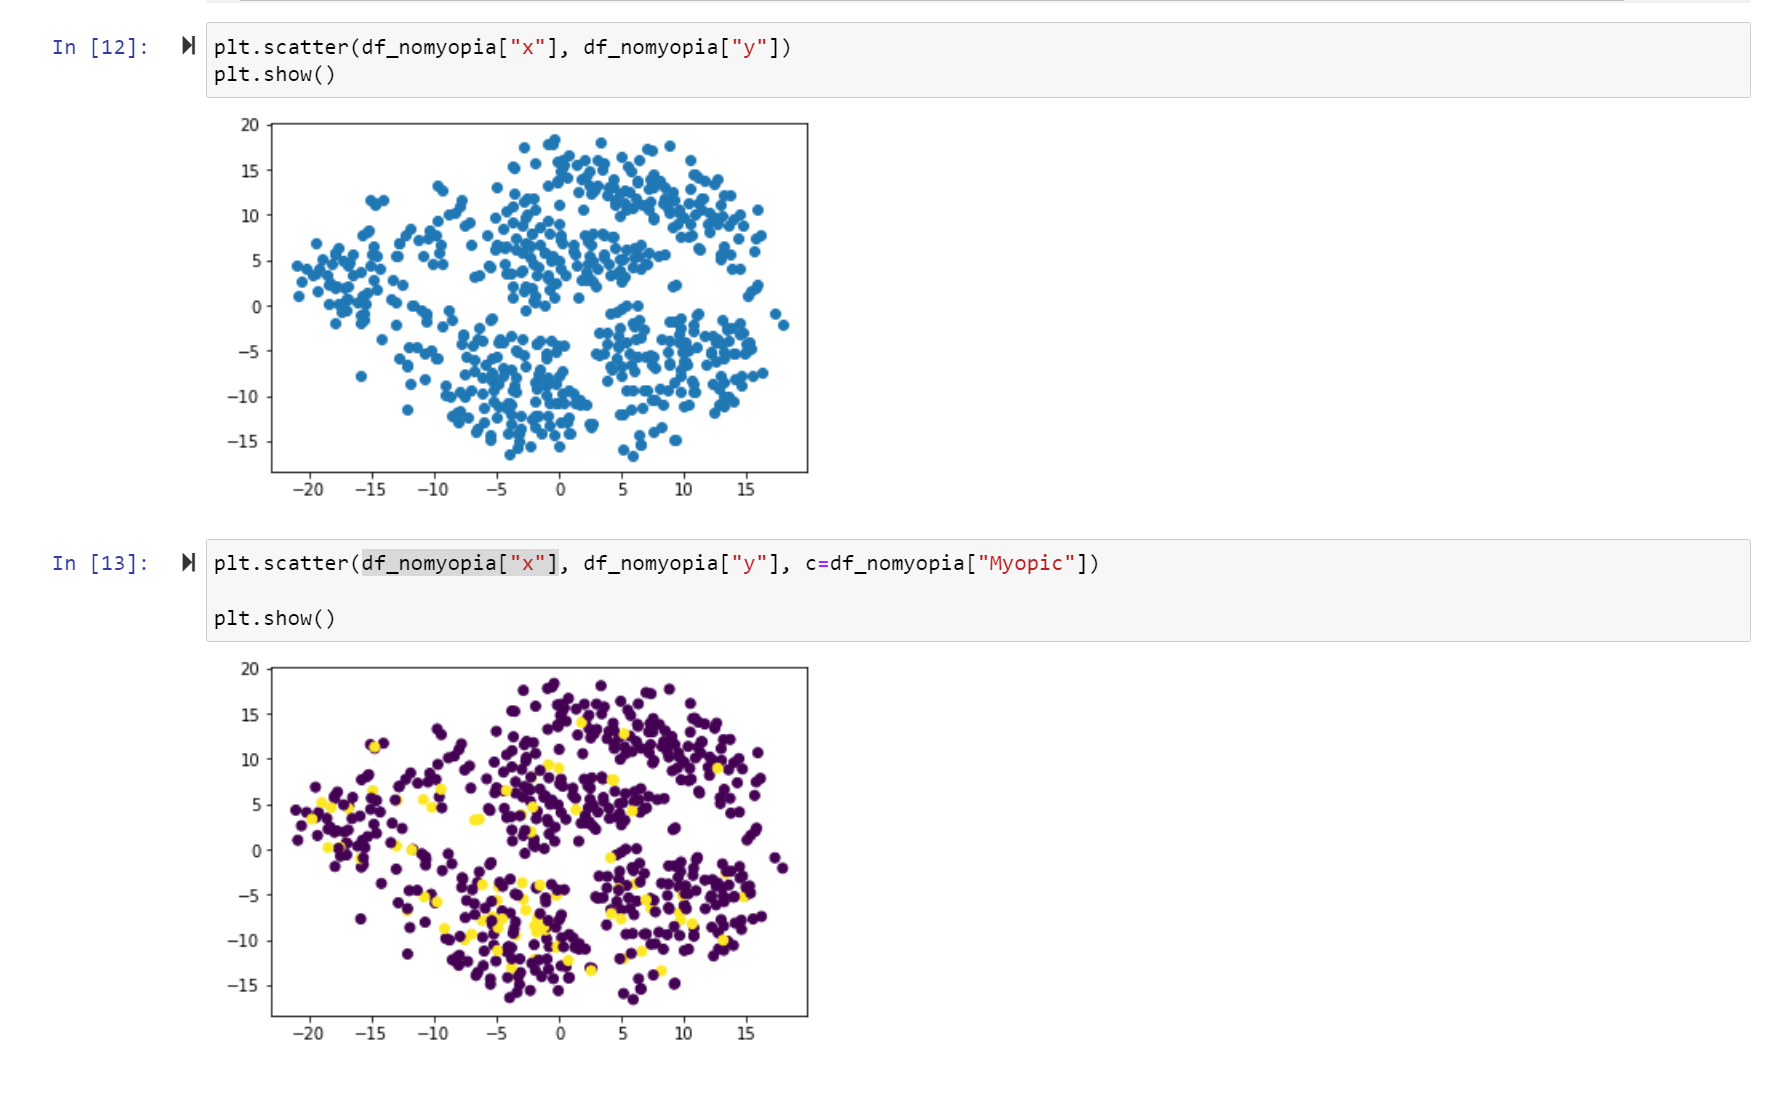 In [12]:
plt.scatter(df_nomyopia["x"], df_nomyopia["y"])
plt.show()
20
15
10
5
0
−5
−10
−15
−20 −15 −10 −5 0 5 10 15
In [13]:
plt.scatter(df_nomyopia["x"], df_nomyopia["y"], c=df_nomyopia["Myopic"])
plt.show()
20
15
10
5
0
−5
−10
−15
−20 −15 −10 −5 0 5 10 15